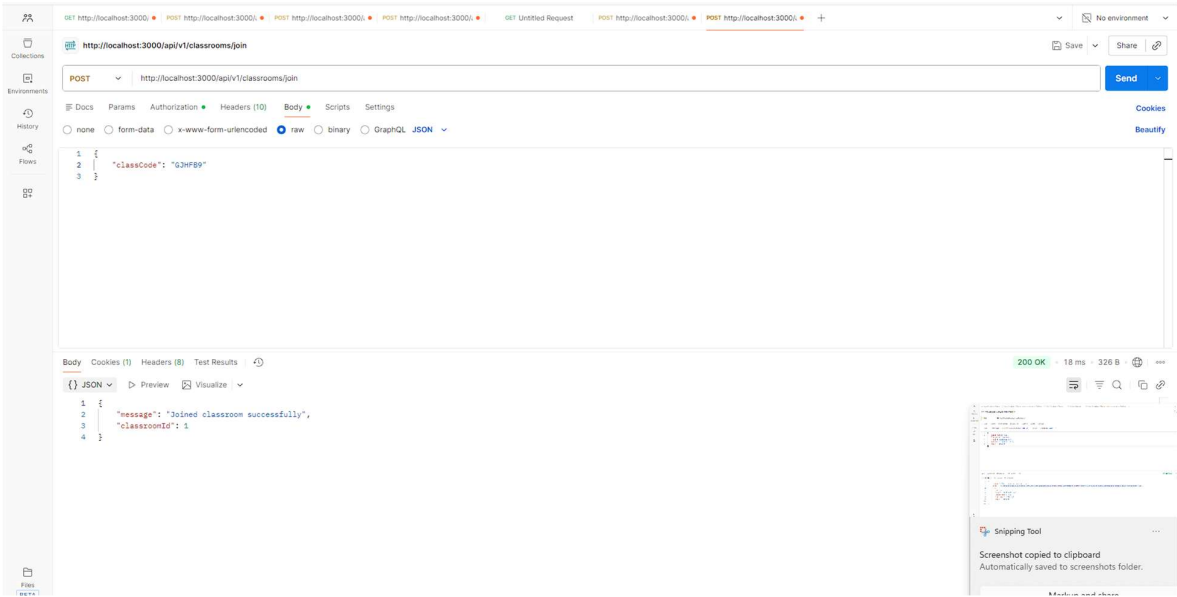 GET http://localhost:3000/ POST http://localhost:3000/ POST http://localhost:3000/ POST http://localhost:3000/ GET Untitled Request POST http://localhost:3000/ POST http://localhost:3000/ + No environment
Collections
HTTP http://localhost:3000/api/v1/classrooms/join Save Share
POST http://localhost:3000/api/v1/classrooms/join Send
Environments
Docs Params Authorization Headers (10) Body Scripts Settings Cookies
History
none form-data x-www-form-urlencoded raw binary GraphQL JSON Beautify
Flows
1 {
2 "classCode": "GJHFB9"
3 }
Body Cookies (1) Headers (8) Test Results 200 OK 18 ms 326 B
{} JSON Preview Visualize
1 {
2 "message": "Joined classroom successfully",
3 "classroomId": 1
4 }
Snipping Tool
Screenshot copied to clipboard
Automatically saved to screenshots folder.
Files
BETA
Markup and share